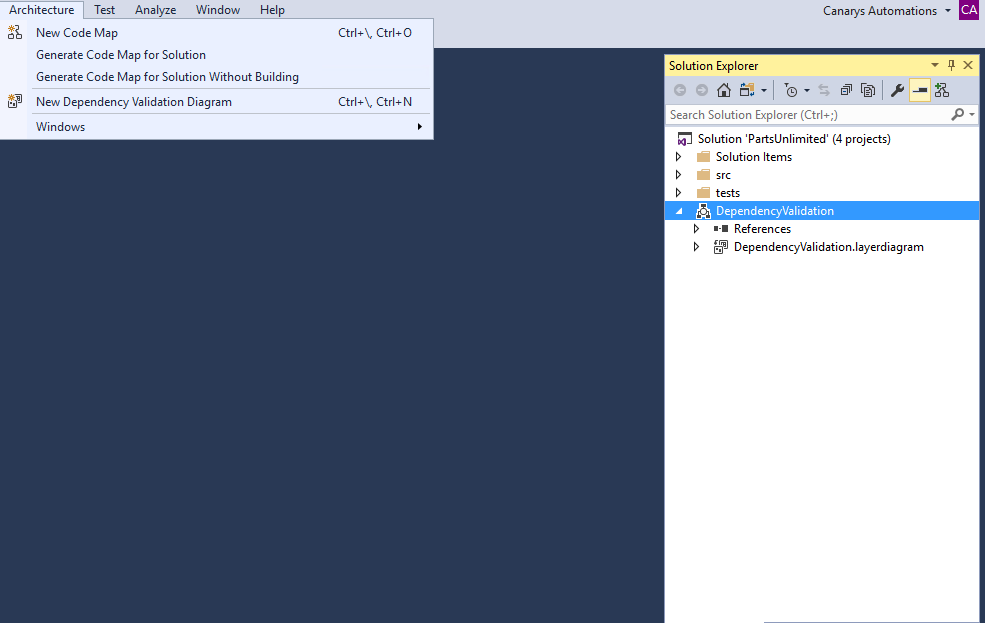 Architecture Test Analyze Window Help
Canarys Automations CA
New Code Map Ctrl+\, Ctrl+O
Generate Code Map for Solution
Generate Code Map for Solution Without Building
New Dependency Validation Diagram Ctrl+\, Ctrl+N
Windows
Solution Explorer
Search Solution Explorer (Ctrl+;)
Solution 'PartsUnlimited' (4 projects)
Solution Items
src
tests
DependencyValidation
References
DependencyValidation.layerdiagram